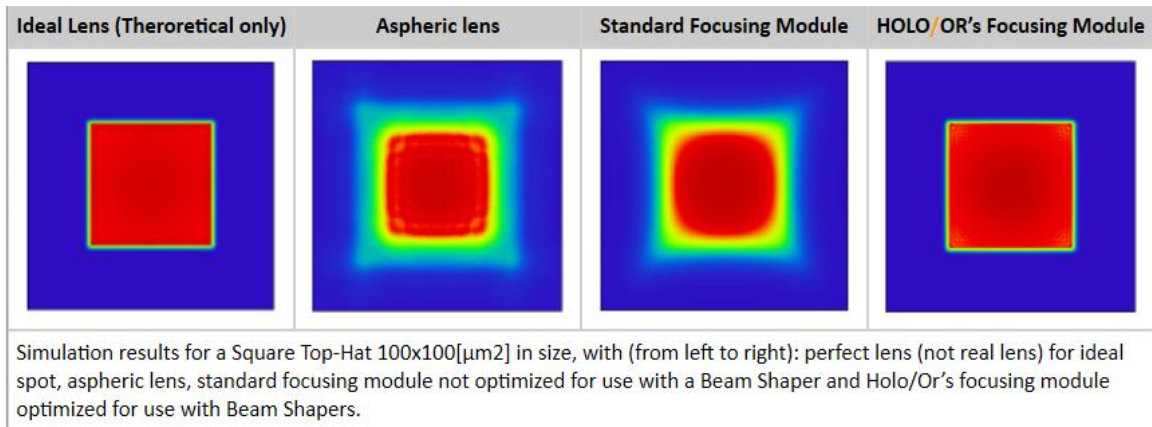 Ideal Lens (Theroretical only)
Aspheric lens
Standard Focusing Module
HOLO/OR's Focusing Module
Simulation results for a Square Top-Hat 100x100[µm2] in size, with (from left to right): perfect lens (not real lens) for ideal
spot, aspheric lens, standard focusing module not optimized for use with a Beam Shaper and Holo/Or's focusing module
optimized for use with Beam Shapers.